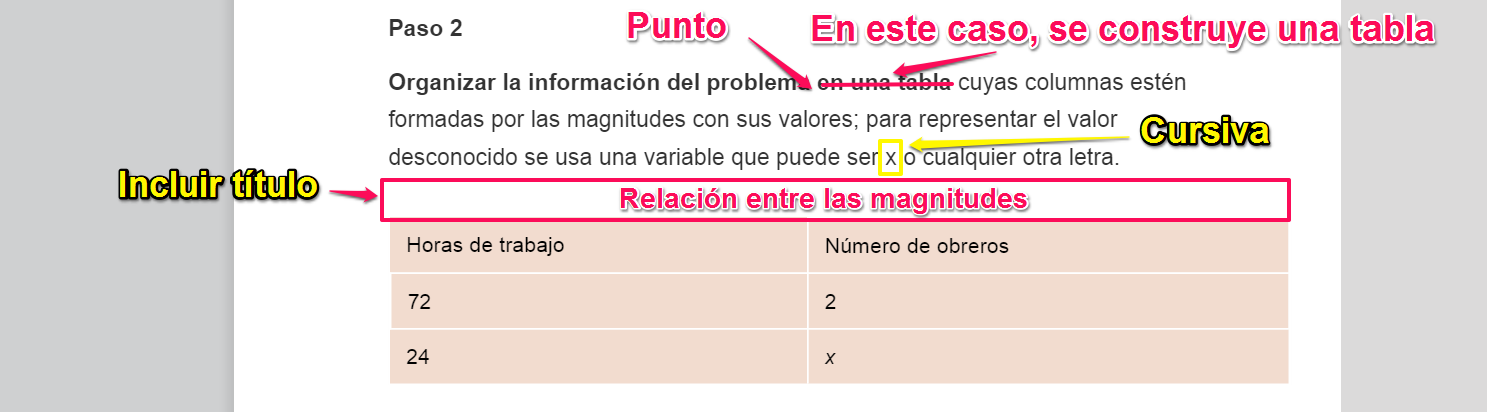 Paso 2
Punto
En este caso, se construye una tabla
Organizar la información del problema en una tabla cuyas columnas estén
formadas por las magnitudes con sus valores; para representar el valor
Cursiva
desconocido se usa una variable que puede ser x o cualquier otra letra.
Incluir título
Relación entre las magnitudes
Horas de trabajo Número de obreros
72 2
24 x